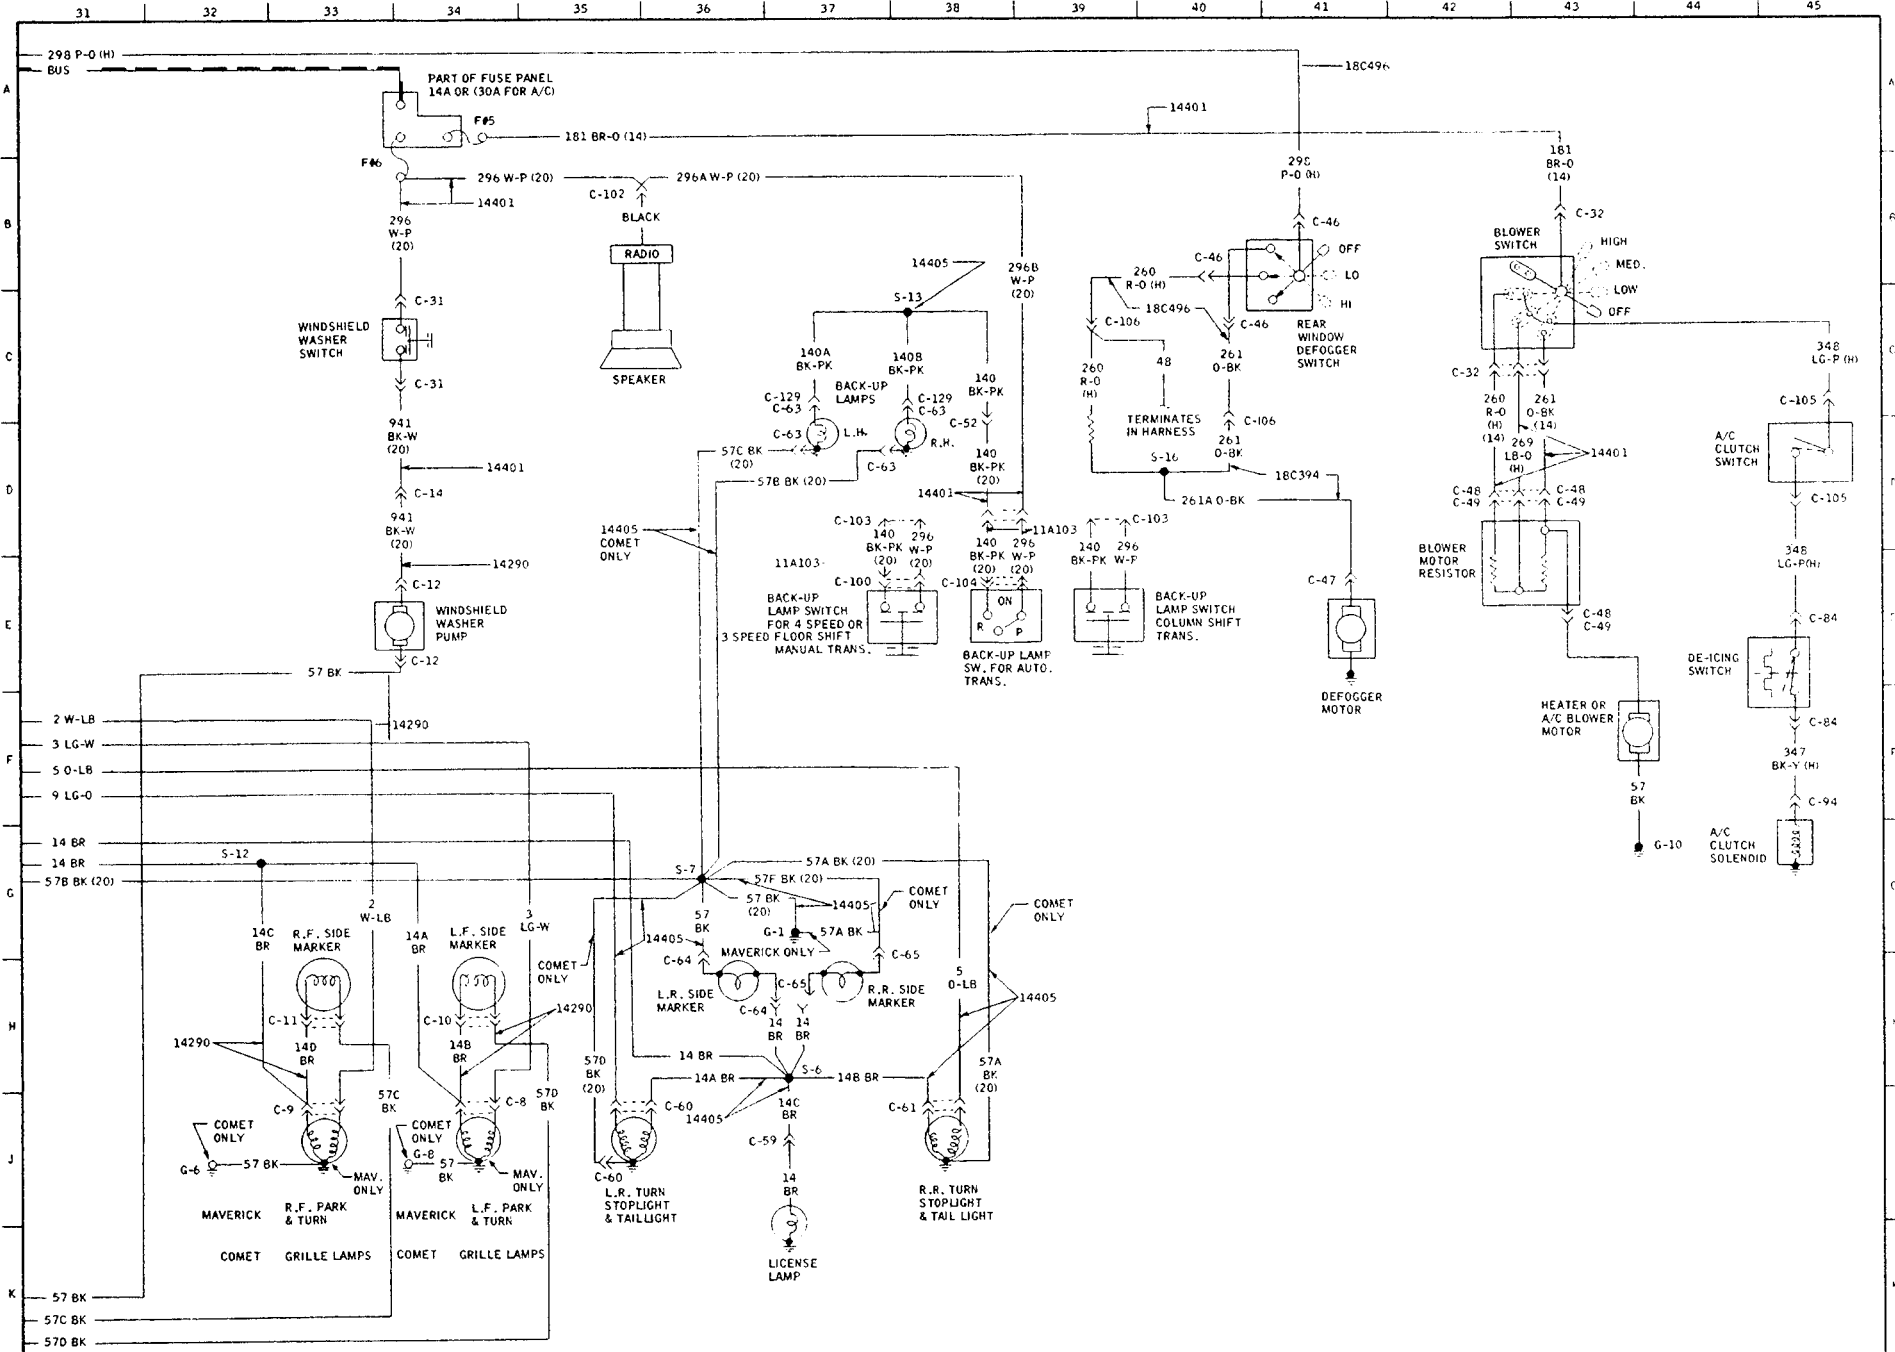 31 32 33 34 35 36 37 38 39 40 41 42 43 44 45
298 P-O (H)
BUS
A
PART OF FUSE PANEL
14A OR (30A FOR A/C)
F#5
181 BR-O (14)
14401
18C496
F#6
296 W-P (20)
C-102
296A W-P (20)
14401
BLACK
RADIO
SPEAKER
B
296
W-P
(20)
C-31
WINDSHIELD
WASHER
SWITCH
C-31
C
941
BK-W
(20)
14401
C-14
D
941
BK-W
(20)
14290
C-12
WINDSHIELD
WASHER
PUMP
C-12
E
57 BK
14290
14405
S-13
296B
W-P
(20)
140A
BK-PK
140B
BK-PK
140
BK-PK
BACK-UP
LAMPS
C-129
C-63
C-129
C-63
C-52
C-63
L.H.
R.H.
C-63
57C BK
(20)
57B BK (20)
140
BK-PK
(20)
14401
14405
COMET
ONLY
C-103
140
BK-PK
(20)
296
W-P
(20)
11A103
C-100
BACK-UP
LAMP SWITCH
FOR 4 SPEED OR
3 SPEED FLOOR SHIFT
MANUAL TRANS.
11A103
140
BK-PK
(20)
296
W-P
(20)
C-104
ON
R
P
BACK-UP LAMP
SW. FOR AUTO.
TRANS.
C-103
140
BK-PK
296
W-P
BACK-UP
LAMP SWITCH
COLUMN SHIFT
TRANS.
P-O (H)
C-46
C-46
OFF
LO
HI
260
R-O (H)
18C496
C-46
REAR
WINDOW
DEFOGGER
SWITCH
C-106
48
261
O-BK
260
R-O
(H)
TERMINATES
IN HARNESS
C-106
261
O-BK
S-16
18C394
261A O-BK
C-47
DEFOGGER
MOTOR
181
BR-O
(14)
C-32
BLOWER
SWITCH
HIGH
MED.
LOW
OFF
C-32
260
R-O
(H)
(14)
261
O-BK
(14)
269
LB-O
(H)
14401
C-48
C-49
C-48
C-49
BLOWER
MOTOR
RESISTOR
C-48
C-49
HEATER OR
A/C BLOWER
MOTOR
57
BK
G-10
348
LG-P (H)
C-105
A/C
CLUTCH
SWITCH
C-105
348
LG-P(H)
C-84
DE-ICING
SWITCH
C-84
347
BK-Y (H)
C-94
A/C
CLUTCH
SOLENOID
2 W-LB
3 LG-W
F
5 O-LB
9 LG-O
14 BR
14 BR
S-12
57B BK (20)
G
14C
BR
R.F. SIDE
MARKER
2
W-LB
14A
BR
L.F. SIDE
MARKER
3
LG-W
C-11
C-10
14290
H
14290
14D
BR
14B
BR
C-9
57C
BK
C-8
57D
BK
COMET
ONLY
COMET
ONLY
G-8
G-6
57 BK
57
BK
MAV.
ONLY
MAV.
ONLY
J
MAVERICK
R.F. PARK
& TURN
MAVERICK
L.F. PARK
& TURN
COMET
GRILLE LAMPS
COMET
GRILLE LAMPS
K
57 BK
57C BK
57D BK
S-7
57A BK (20)
57F BK (20)
57 BK
(20)
14405
COMET
ONLY
COMET
ONLY
57
BK
G-1
57A BK
14405
MAVERICK ONLY
C-64
C-65
COMET
ONLY
L.R. SIDE
MARKER
C-65
R.R. SIDE
MARKER
C-64
14
BR
14
BR
5
O-LB
14405
57D
BK
(20)
14 BR
S-6
14A BR
14B BR
57A
BK
(20)
C-60
14405
14C
BR
C-61
C-59
C-60
L.R. TURN
STOPLIGHT
& TAILLIGHT
14
BR
R.R. TURN
STOPLIGHT
& TAIL LIGHT
LICENSE
LAMP